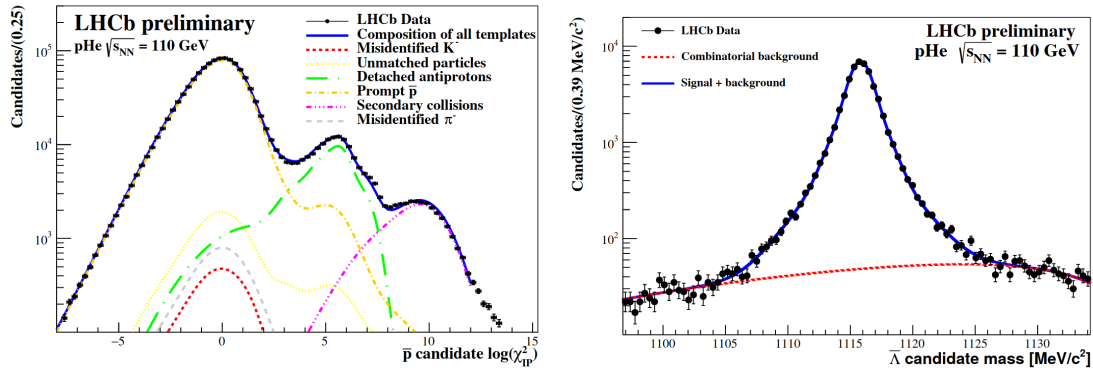 LHCb preliminary
pHe √s_NN = 110 GeV
LHCb Data
Composition of all templates
Misidentified K⁻
Unmatched particles
Detached antiprotons
Prompt p̅
Secondary collisions
Misidentified π⁻
Candidates/(0.25)
10⁵
10⁴
10³
−5 0 5 10 15
p̅ candidate log(χ²_IP)
LHCb Data
Combinatorial background
Signal + background
LHCb preliminary
pHe √s_NN = 110 GeV
Candidates/(0.39 MeV/c²)
10⁴
10³
10²
1100 1105 1110 1115 1120 1125 1130
Λ̅ candidate mass [MeV/c²]